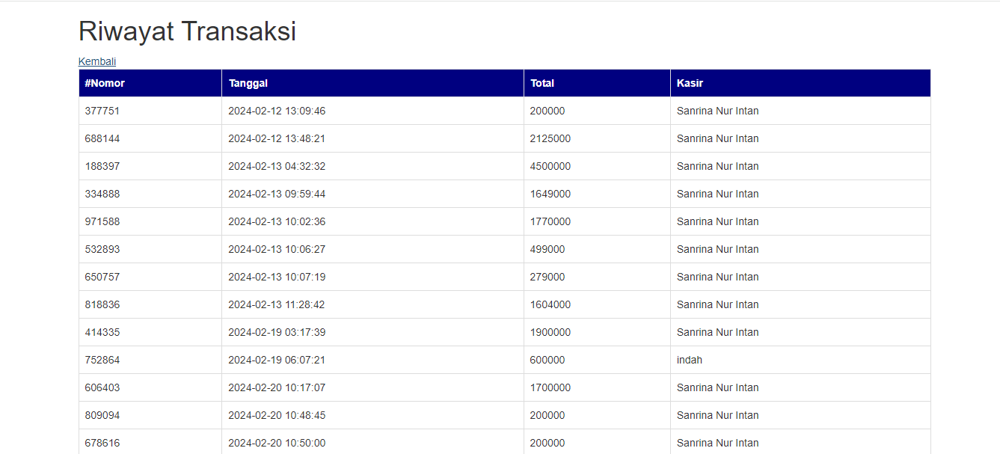 Riwayat Transaksi
Kembali
#Nomor Tanggal Total Kasir
377751 2024-02-12 13:09:46 200000 Sanrina Nur Intan
688144 2024-02-12 13:48:21 2125000 Sanrina Nur Intan
188397 2024-02-13 04:32:32 4500000 Sanrina Nur Intan
334888 2024-02-13 09:59:44 1649000 Sanrina Nur Intan
971588 2024-02-13 10:02:36 1770000 Sanrina Nur Intan
532893 2024-02-13 10:06:27 499000 Sanrina Nur Intan
650757 2024-02-13 10:07:19 279000 Sanrina Nur Intan
818836 2024-02-13 11:28:42 1604000 Sanrina Nur Intan
414335 2024-02-19 03:17:39 1900000 Sanrina Nur Intan
752864 2024-02-19 06:07:21 600000 indah
606403 2024-02-20 10:17:07 1700000 Sanrina Nur Intan
809094 2024-02-20 10:48:45 200000 Sanrina Nur Intan
678616 2024-02-20 10:50:00 200000 Sanrina Nur Intan